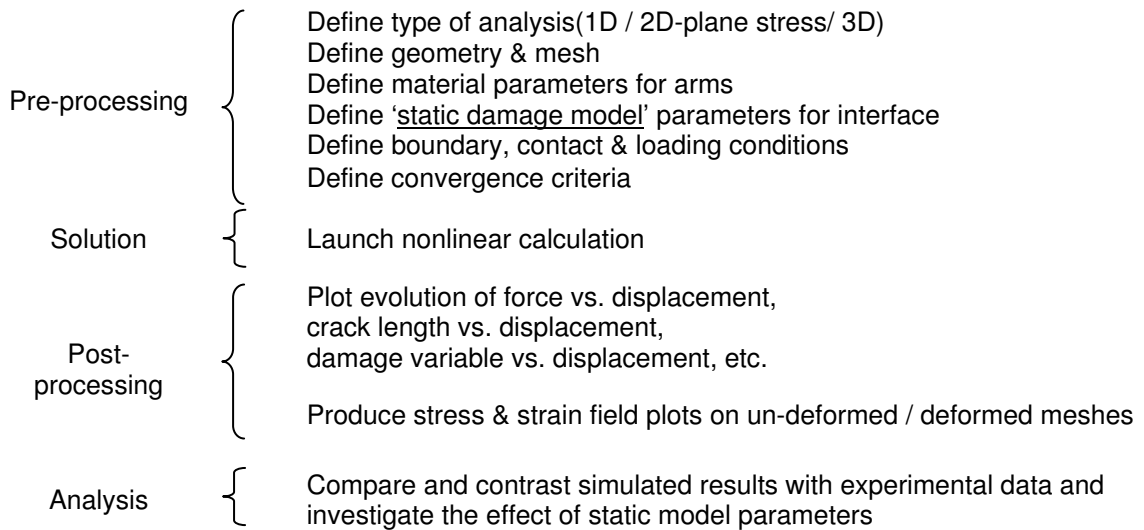 Pre-processing
Define type of analysis(1D / 2D-plane stress/ 3D)
Define geometry & mesh
Define material parameters for arms
Define ‘static damage model’ parameters for interface
Define boundary, contact & loading conditions
Define convergence criteria
Solution
Launch nonlinear calculation
Post-
processing
Plot evolution of force vs. displacement,
crack length vs. displacement,
damage variable vs. displacement, etc.
Produce stress & strain field plots on un-deformed / deformed meshes
Analysis
Compare and contrast simulated results with experimental data and
investigate the effect of static model parameters